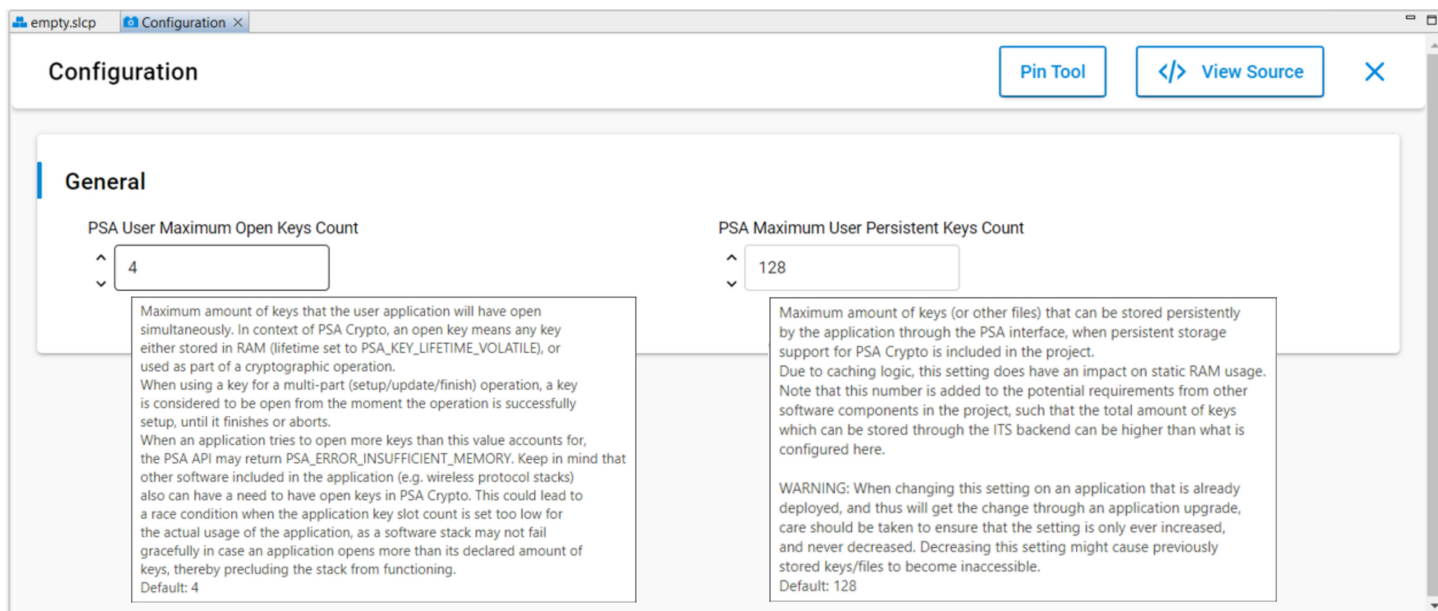 empty.slcp
Configuration
Configuration
Pin Tool
</> View Source
General
PSA User Maximum Open Keys Count
4
Maximum amount of keys that the user application will have open
simultaneously. In context of PSA Crypto, an open key means any key
either stored in RAM (lifetime set to PSA_KEY_LIFETIME_VOLATILE), or
used as part of a cryptographic operation.
When using a key for a multi-part (setup/update/finish) operation, a key
is considered to be open from the moment the operation is successfully
setup, until it finishes or aborts.
When an application tries to open more keys than this value accounts for,
the PSA API may return PSA_ERROR_INSUFFICIENT_MEMORY. Keep in mind that
other software included in the application (e.g. wireless protocol stacks)
also can have a need to have open keys in PSA Crypto. This could lead to
a race condition when the application key slot count is set too low for
the actual usage of the application, as a software stack may not fail
gracefully in case an application opens more than its declared amount of
keys, thereby precluding the stack from functioning.
Default: 4
PSA Maximum User Persistent Keys Count
128
Maximum amount of keys (or other files) that can be stored persistently
by the application through the PSA interface, when persistent storage
support for PSA Crypto is included in the project.
Due to caching logic, this setting does have an impact on static RAM usage.
Note that this number is added to the potential requirements from other
software components in the project, such that the total amount of keys
which can be stored through the ITS backend can be higher than what is
configured here.
WARNING: When changing this setting on an application that is already
deployed, and thus will get the change through an application upgrade,
care should be taken to ensure that the setting is only ever increased,
and never decreased. Decreasing this setting might cause previously
stored keys/files to become inaccessible.
Default: 128